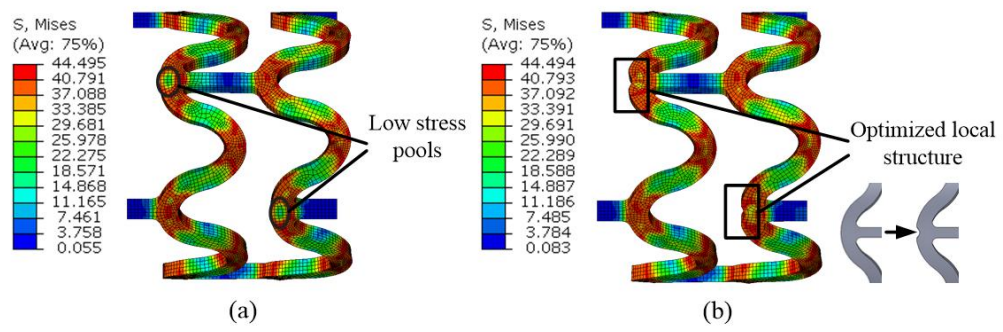 S, Mises
(Avg: 75%)
44.495
40.791
37.088
33.385
29.681
25.978
22.275
18.571
14.868
11.165
7.461
3.758
0.055
Low stress
pools
(a)
S, Mises
(Avg: 75%)
44.494
40.793
37.092
33.391
29.691
25.990
22.289
18.588
14.887
11.186
7.485
3.784
0.083
Optimized local
structure
(b)